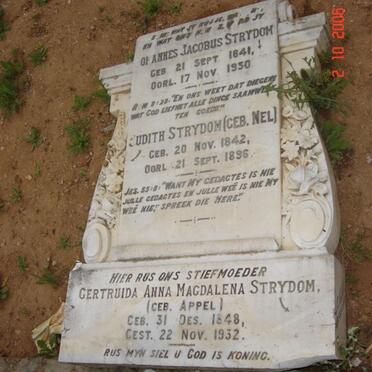 JOHANNES JACOBUS STRYDOM
GEB. 21 SEPT 1841,
OORL. 17 NOV 1930.
ROM. 8:28. "EN ONS WEET DAT DIEGENE
WAT GOD LIEFHET ALLE DINGE SAAMWERK
TEN GOEDE."
JUDITH STRYDOM (GEB. NEL)
GEB. 20 NOV. 1842,
OORL. 21 SEPT. 1896.
JES. 55:8: "WANT MY GEDAGTES IS NIE
JULLE GEDAGTES EN JULLE WEË IS NIE MY
WEË NIE", SPREEK DIE HERE."
HIER RUS ONS STIEFMOEDER
GERTRUIDA ANNA MAGDALENA STRYDOM,
(GEB. APPEL)
GEB. 31 DES. 1848,
GEST. 22 NOV. 1932.
RUS MYN SIEL U GOD IS KONING.
2 10 2006